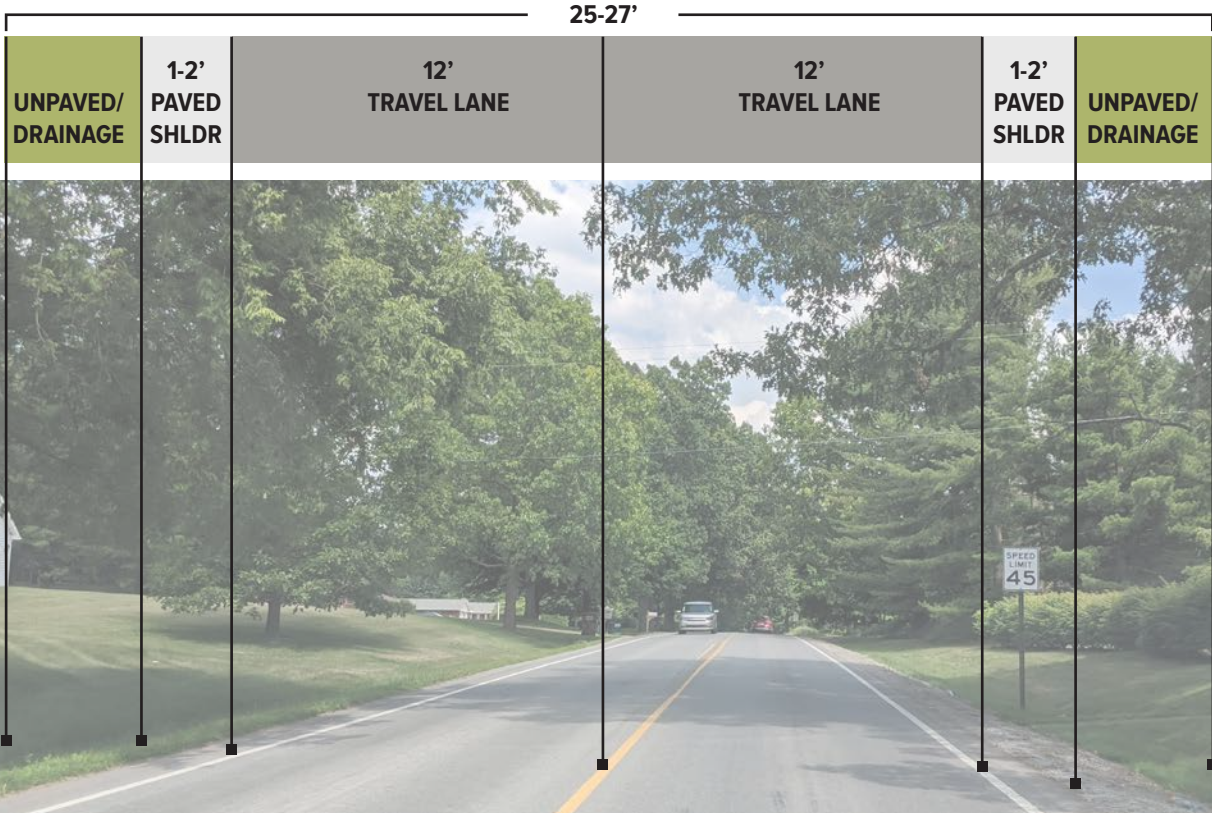 25-27’
UNPAVED/
DRAINAGE
1-2’
PAVED
SHLDR
12’
TRAVEL LANE
12’
TRAVEL LANE
1-2’
PAVED
SHLDR
UNPAVED/
DRAINAGE
SPEED
LIMIT
45